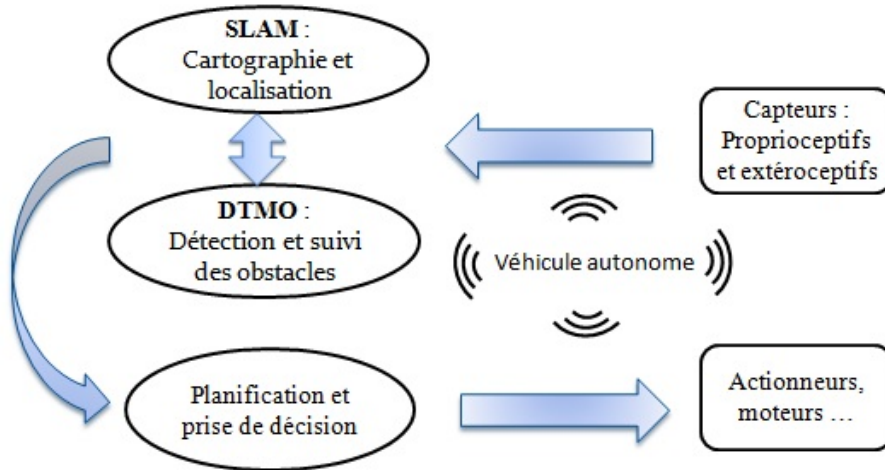 SLAM :
Cartographie et
localisation
Capteurs :
Proprioceptifs
et extéroceptifs
DTMO :
Détection et suivi
des obstacles
Véhicule autonome
Planification et
prise de décision
Actionneurs,
moteurs ...